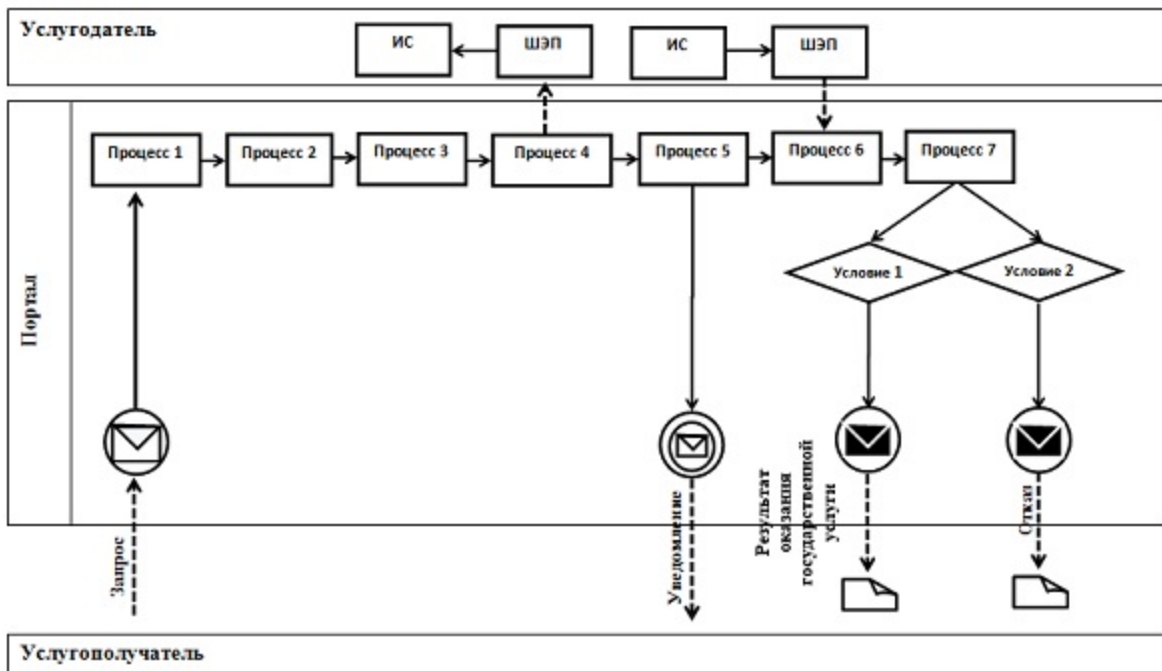 Услугодатель
ИС
ШЭП
ИС
ШЭП
Портал
Процесс 1
Процесс 2
Процесс 3
Процесс 4
Процесс 5
Процесс 6
Процесс 7
Условие 1
Условие 2
Запрос
Уведомление
Результат
оказания
государственной
услуги
Отказ
Услугополучатель